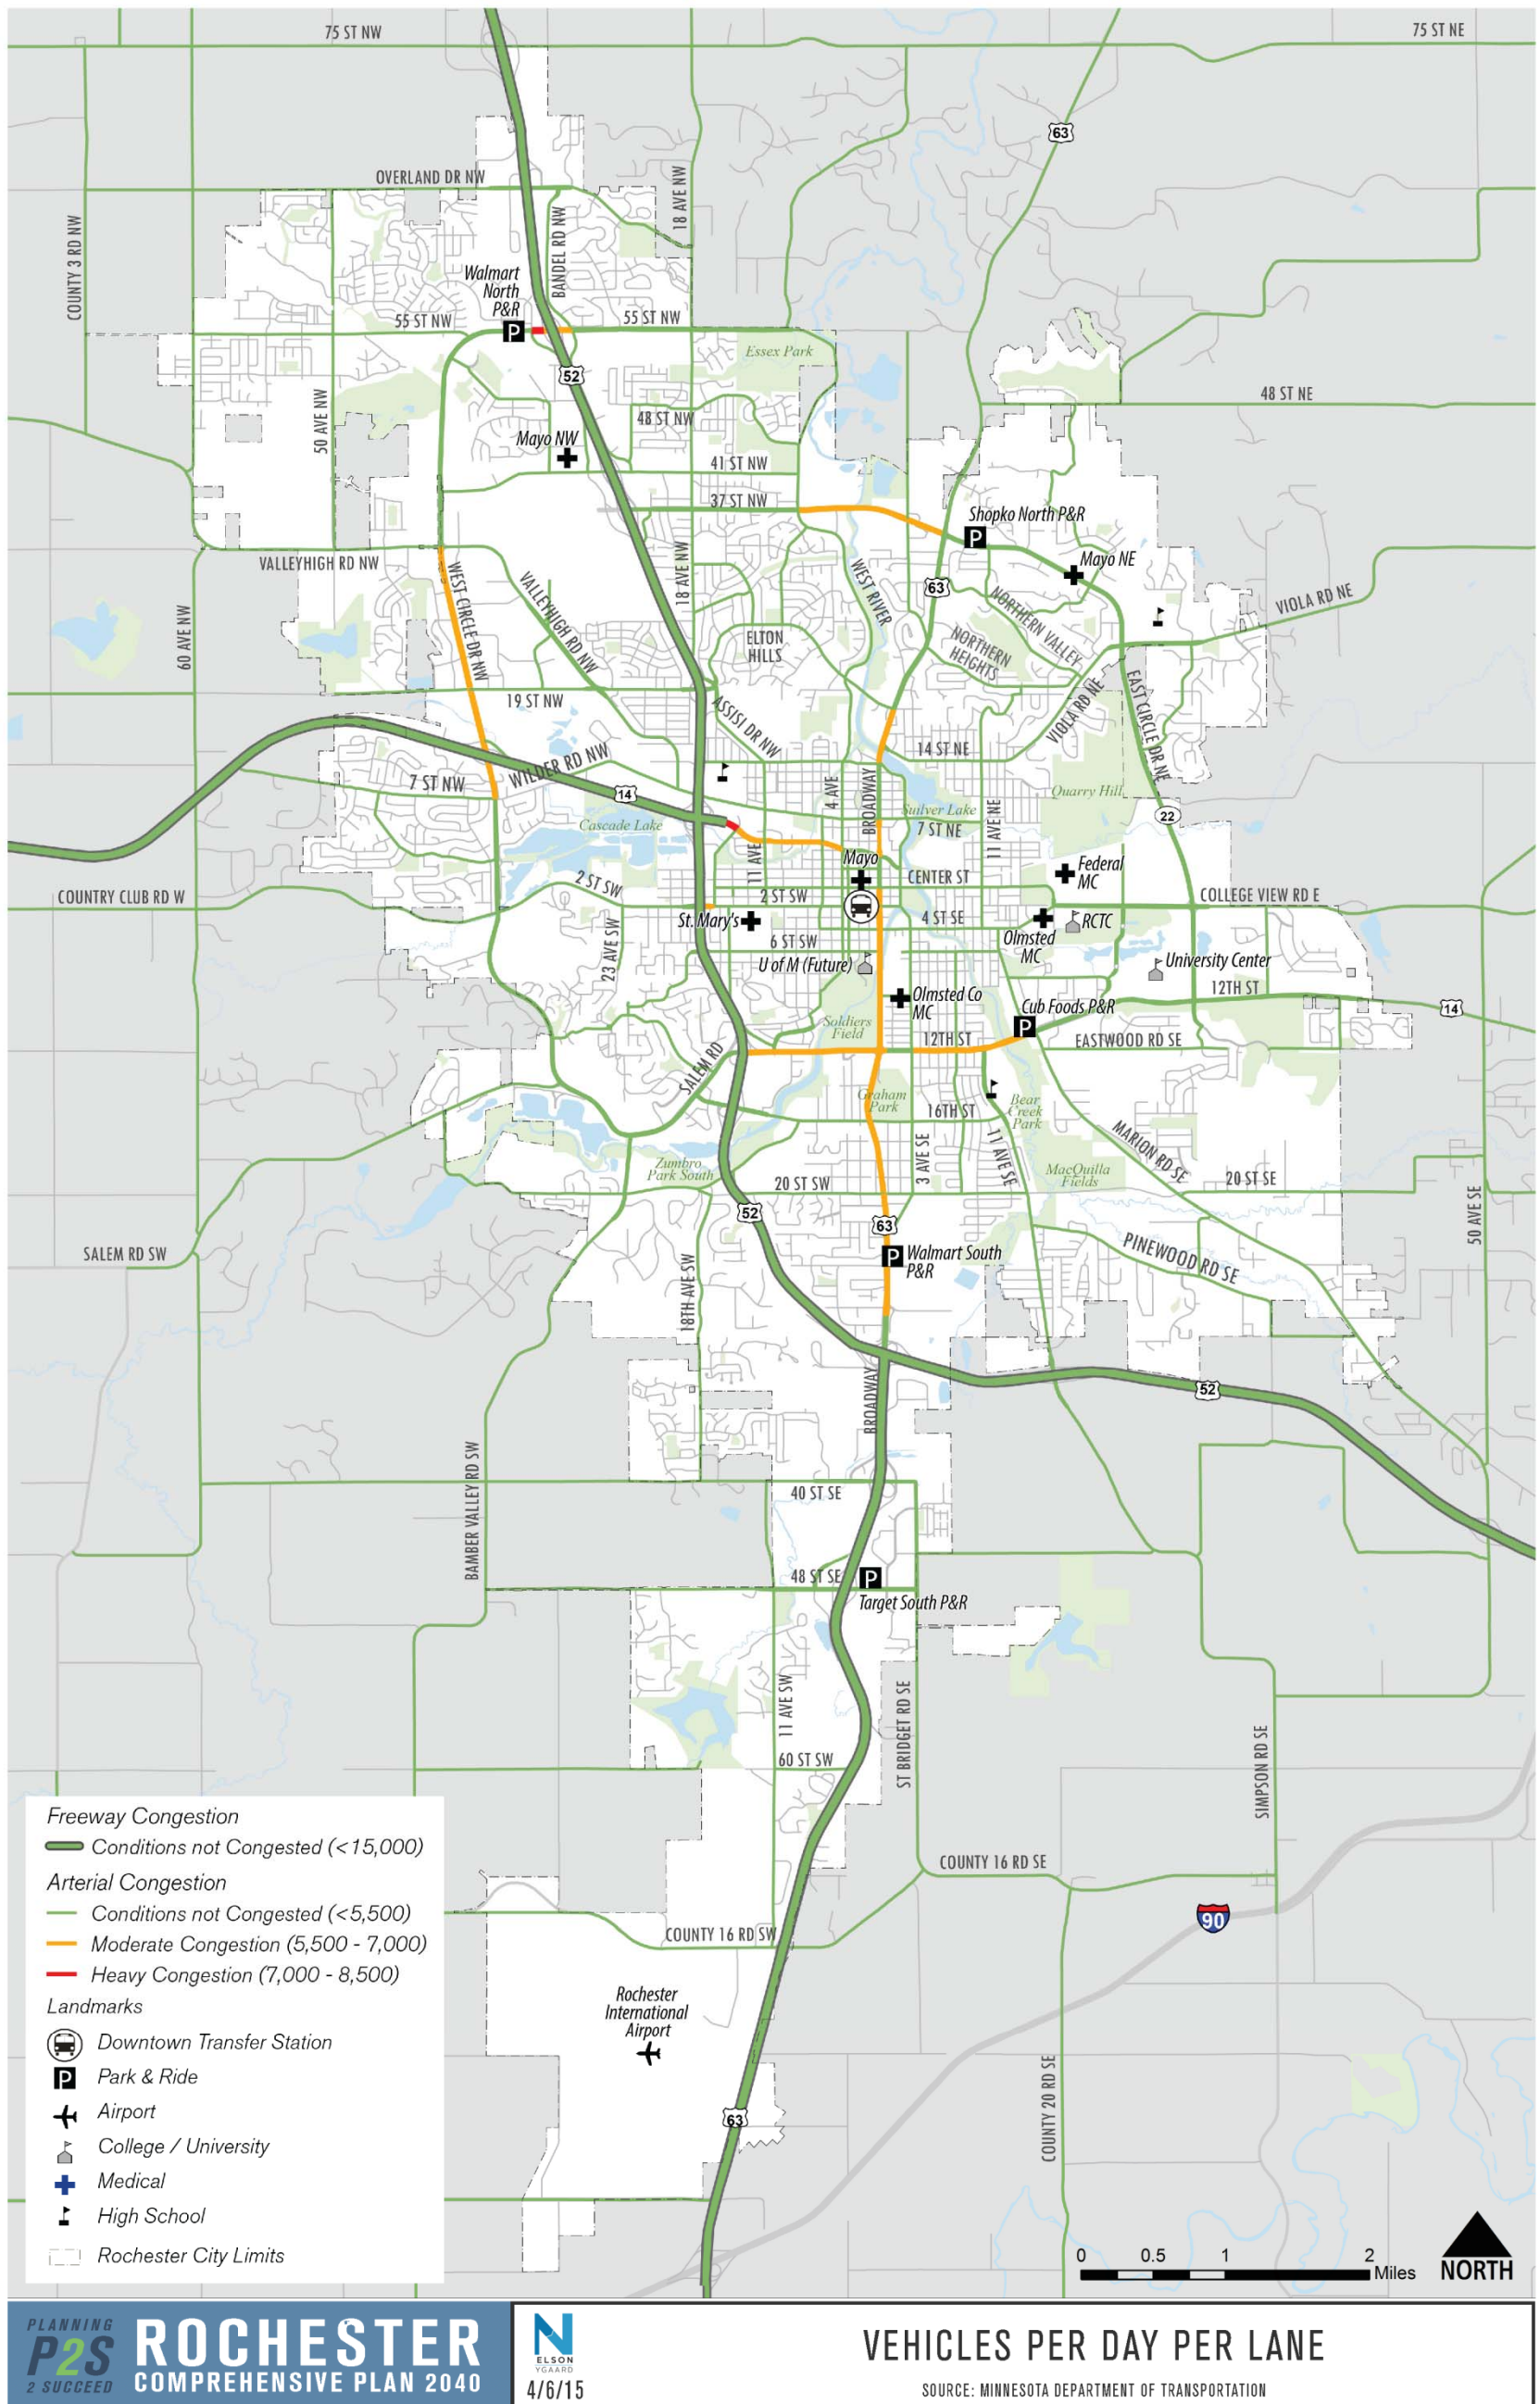 75 ST NW
75 ST NE
63
OVERLAND DR NW
18 AVE NW
COUNTY 3 RD NW
BANDEL RD NW
Walmart
North
P&R
P
55 ST NW
55 ST NW
Essex Park
52
50 AVE NW
48 ST NW
48 ST NE
Mayo NW
41 ST NW
37 ST NW
Shopko North P&R
P
VALLEYHIGH RD NW
WEST CIRCLE DR NW
VALLEYHIGH RD NW
18 AVE NW
WEST RIVER
63
Mayo NE
NORTHERN VALLEY
VIOLA RD NE
60 AVE NW
ELTON
HILLS
NORTHERN
HEIGHTS
19 ST NW
ASSISI DR NW
VIOLA RD NE
EAST CIRCLE DR NE
14 ST NE
WILDER RD NW
7 ST NW
14
4 AVE
BROADWAY
Suilver Lake
Quarry Hill
22
Cascade Lake
7 ST NE
11 AVE NE
11 AVE
Mayo
Federal
MC
2 ST SW
CENTER ST
COUNTRY CLUB RD W
2 ST SW
COLLEGE VIEW RD E
St. Mary's
4 ST SE
RCTC
Olmsted
MC
23 AVE SW
6 ST SW
U of M (Future)
University Center
12TH ST
Olmsted Co
MC
Cub Foods P&R
P
14
Soldiers
Field
12TH ST
EASTWOOD RD SE
SALEM RD
Graham
Park
16TH ST
Bear
Creek
Park
3 AVE SE
11 AVE SE
MARION RD SE
Zumbro
Park South
MacQuilla
Fields
20 ST SW
20 ST SE
52
63
50 AVE SE
SALEM RD SW
18TH AVE SW
P
Walmart South
P&R
PINEWOOD RD SE
BROADWAY
52
BAMBER VALLEY RD SW
40 ST SE
48 ST SE
P
Target South P&R
11 AVE SW
ST BRIDGET RD SE
60 ST SW
SIMPSON RD SE
COUNTY 16 RD SE
90
COUNTY 16 RD SW
Rochester
International
Airport
63
COUNTY 20 RD SE
Freeway Congestion
Conditions not Congested (<15,000)
Arterial Congestion
Conditions not Congested (<5,500)
Moderate Congestion (5,500 - 7,000)
Heavy Congestion (7,000 - 8,500)
Landmarks
Downtown Transfer Station
P Park & Ride
Airport
College / University
Medical
High School
Rochester City Limits
0 0.5 1 2
Miles
NORTH
PLANNING
P2S
2 SUCCEED
ROCHESTER
COMPREHENSIVE PLAN 2040
N
ELSON
YGAARD
4/6/15
VEHICLES PER DAY PER LANE
SOURCE: MINNESOTA DEPARTMENT OF TRANSPORTATION